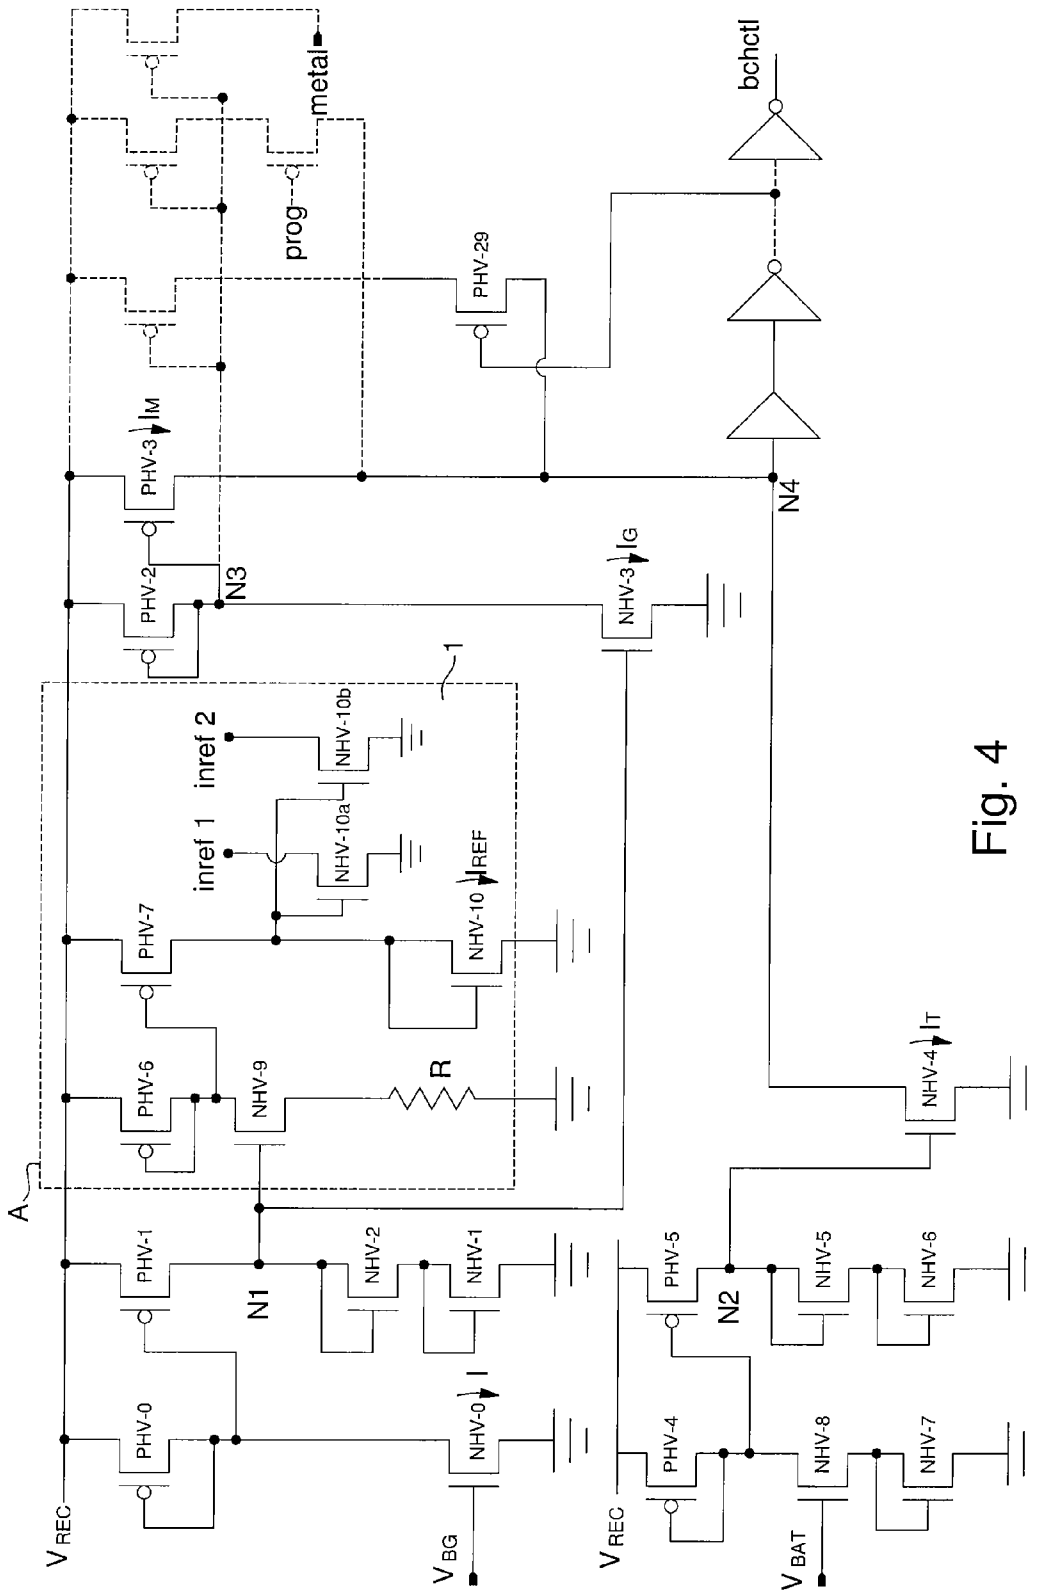 A
1
VREC
PHV-0
PHV-1
PHV-6
PHV-7
PHV-2
PHV-3
IM
metal
prog
N3
inref 1
inref 2
NHV-9
NHV-10a
NHV-10b
N1
NHV-2
R
NHV-10
IREF
NHV-1
VBG
NHV-0
I
PHV-29
NHV-3
IG
VREC
PHV-4
PHV-5
N2
N4
bchctl
VBAT
NHV-8
NHV-5
NHV-7
NHV-6
NHV-4
IT
Fig. 4